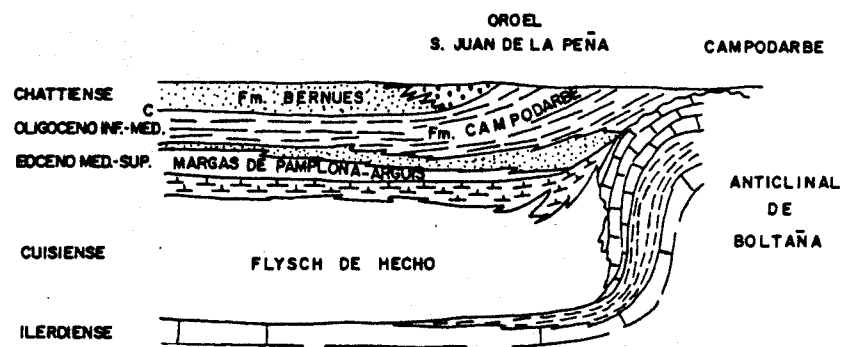 OROEL
S. JUAN DE LA PEÑA
CAMPODARBE
CHATTIENSE
Fm. BERNUES
C
OLIGOCENO INF.-MED.
Fm. CAMPODARBE
EOCENO MED.-SUP.
MARGAS DE PAMPLONA-ARGUIS
ANTICLINAL
DE
BOLTAÑA
CUISIENSE
FLYSCH DE HECHO
ILERDIENSE